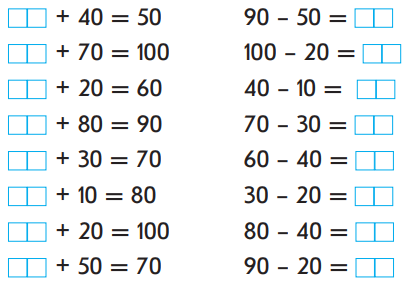 □□ + 40 = 50
□□ + 70 = 100
□□ + 20 = 60
□□ + 80 = 90
□□ + 30 = 70
□□ + 10 = 80
□□ + 20 = 100
□□ + 50 = 70
90 – 50 = □□
100 – 20 = □□
40 – 10 = □□
70 – 30 = □□
60 – 40 = □□
30 – 20 = □□
80 – 40 = □□
90 – 20 = □□